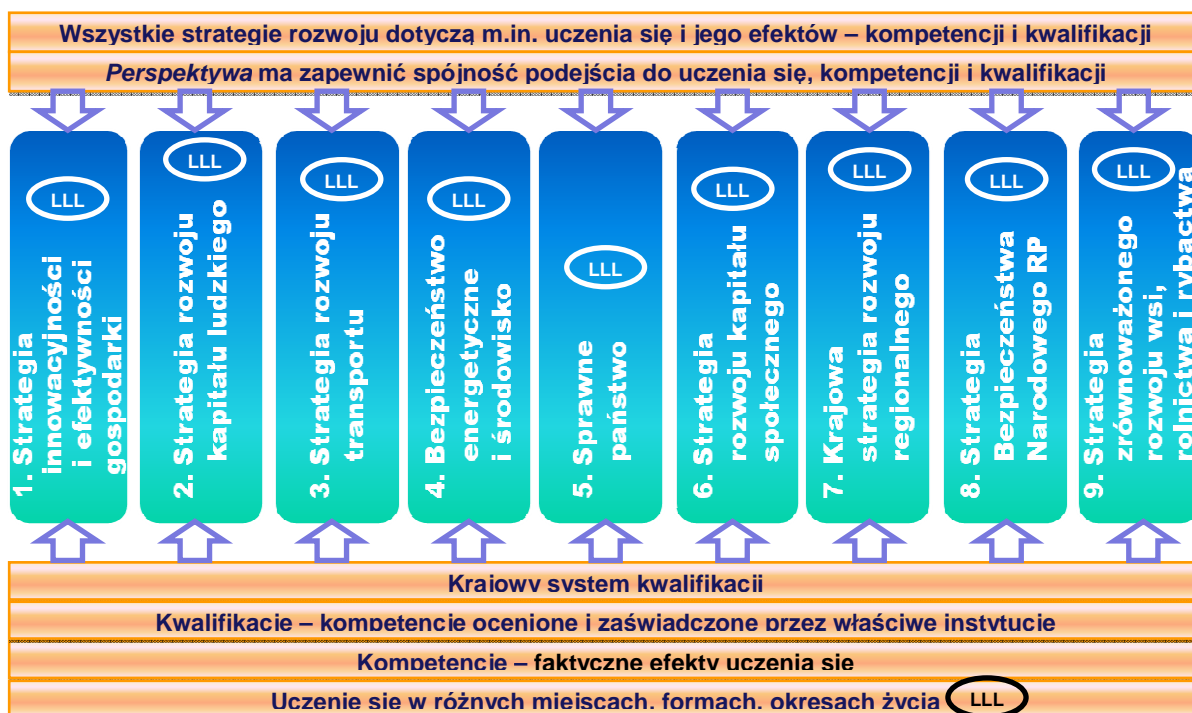 Wszystkie strategie rozwoju dotyczą m.in. uczenia się i jego efektów – kompetencji i kwalifikacji
Perspektywa ma zapewnić spójność podejścia do uczenia się, kompetencji i kwalifikacji
LLL
1. Strategia
innowacyjności
i efektywności
gospodarki
LLL
2. Strategia rozwoju
kapitału ludzkiego
LLL
3. Strategia rozwoju
transportu
LLL
4. Bezpieczeństwo
energetyczne
i środowisko
LLL
5. Sprawne
państwo
LLL
6. Strategia
rozwoju kapitału
społecznego
LLL
7. Krajowa
strategia rozwoju
regionalnego
LLL
8. Strategia
Bezpieczeństwa
Narodowego RP
LLL
9. Strategia
zrównoważonego
rozwoju wsi,
rolnictwa i rybactwa
Krajowy system kwalifikacji
Kwalifikacje – kompetencje ocenione i zaświadczone przez właściwe instytucje
Kompetencje – faktyczne efekty uczenia się
Uczenie się w różnych miejscach, formach, okresach życia LLL